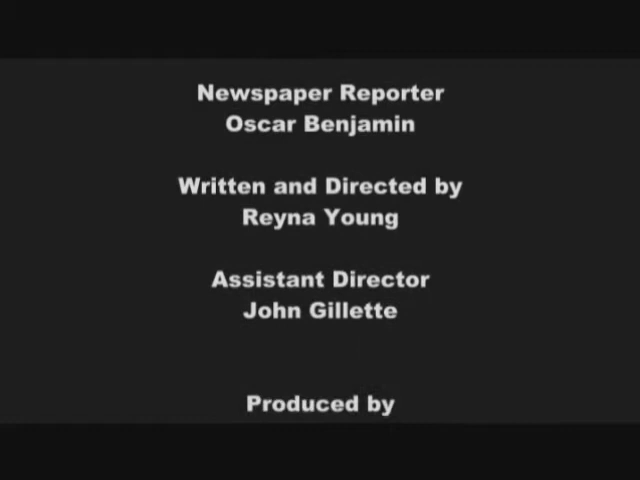 Newspaper Reporter
Oscar Benjamin
Written and Directed by
Reyna Young
Assistant Director
John Gillette
Produced by